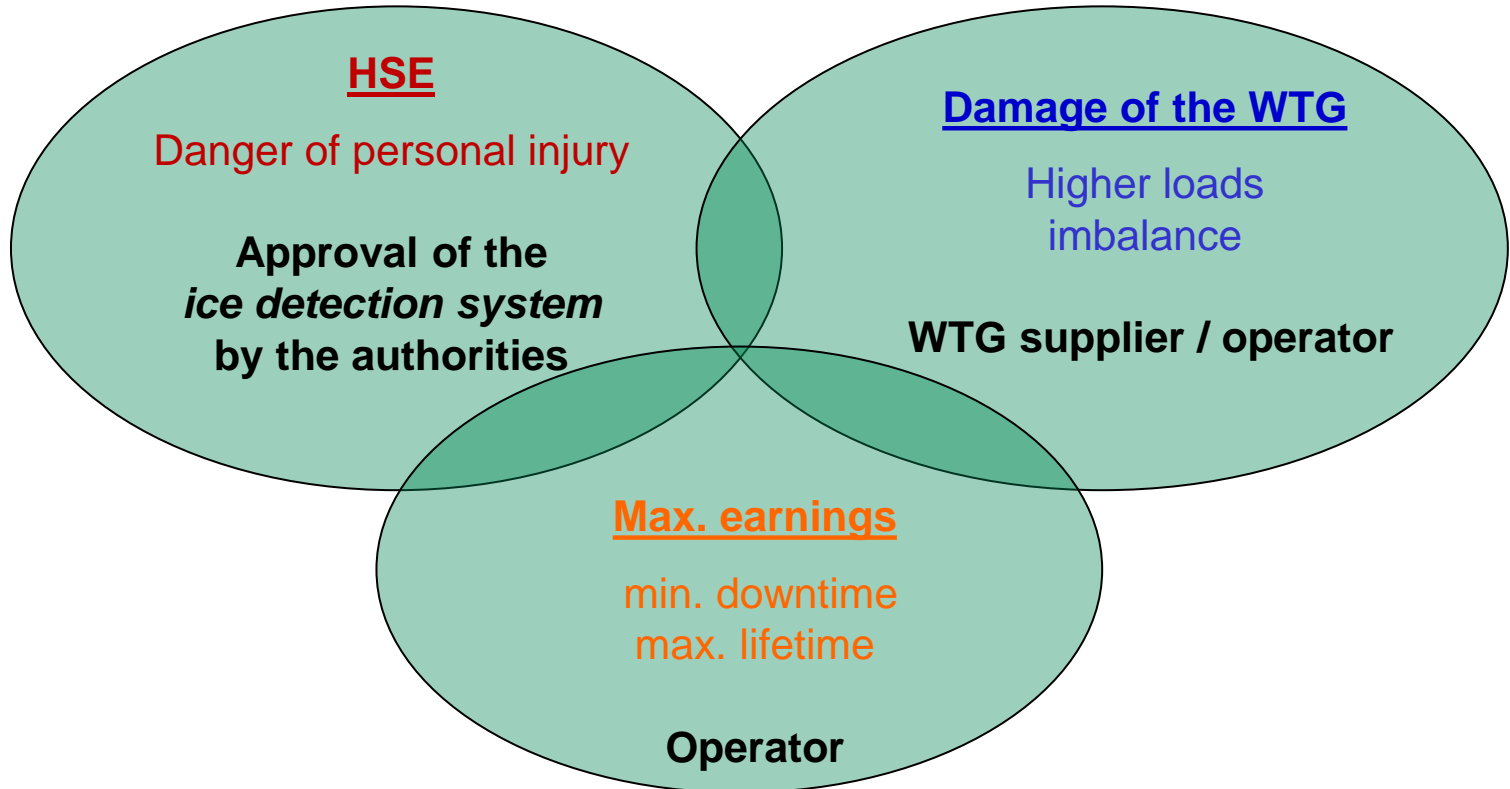 HSE
Danger of personal injury
Approval of the
ice detection system
by the authorities
Damage of the WTG
Higher loads
imbalance
WTG supplier / operator
Max. earnings
min. downtime
max. lifetime
Operator